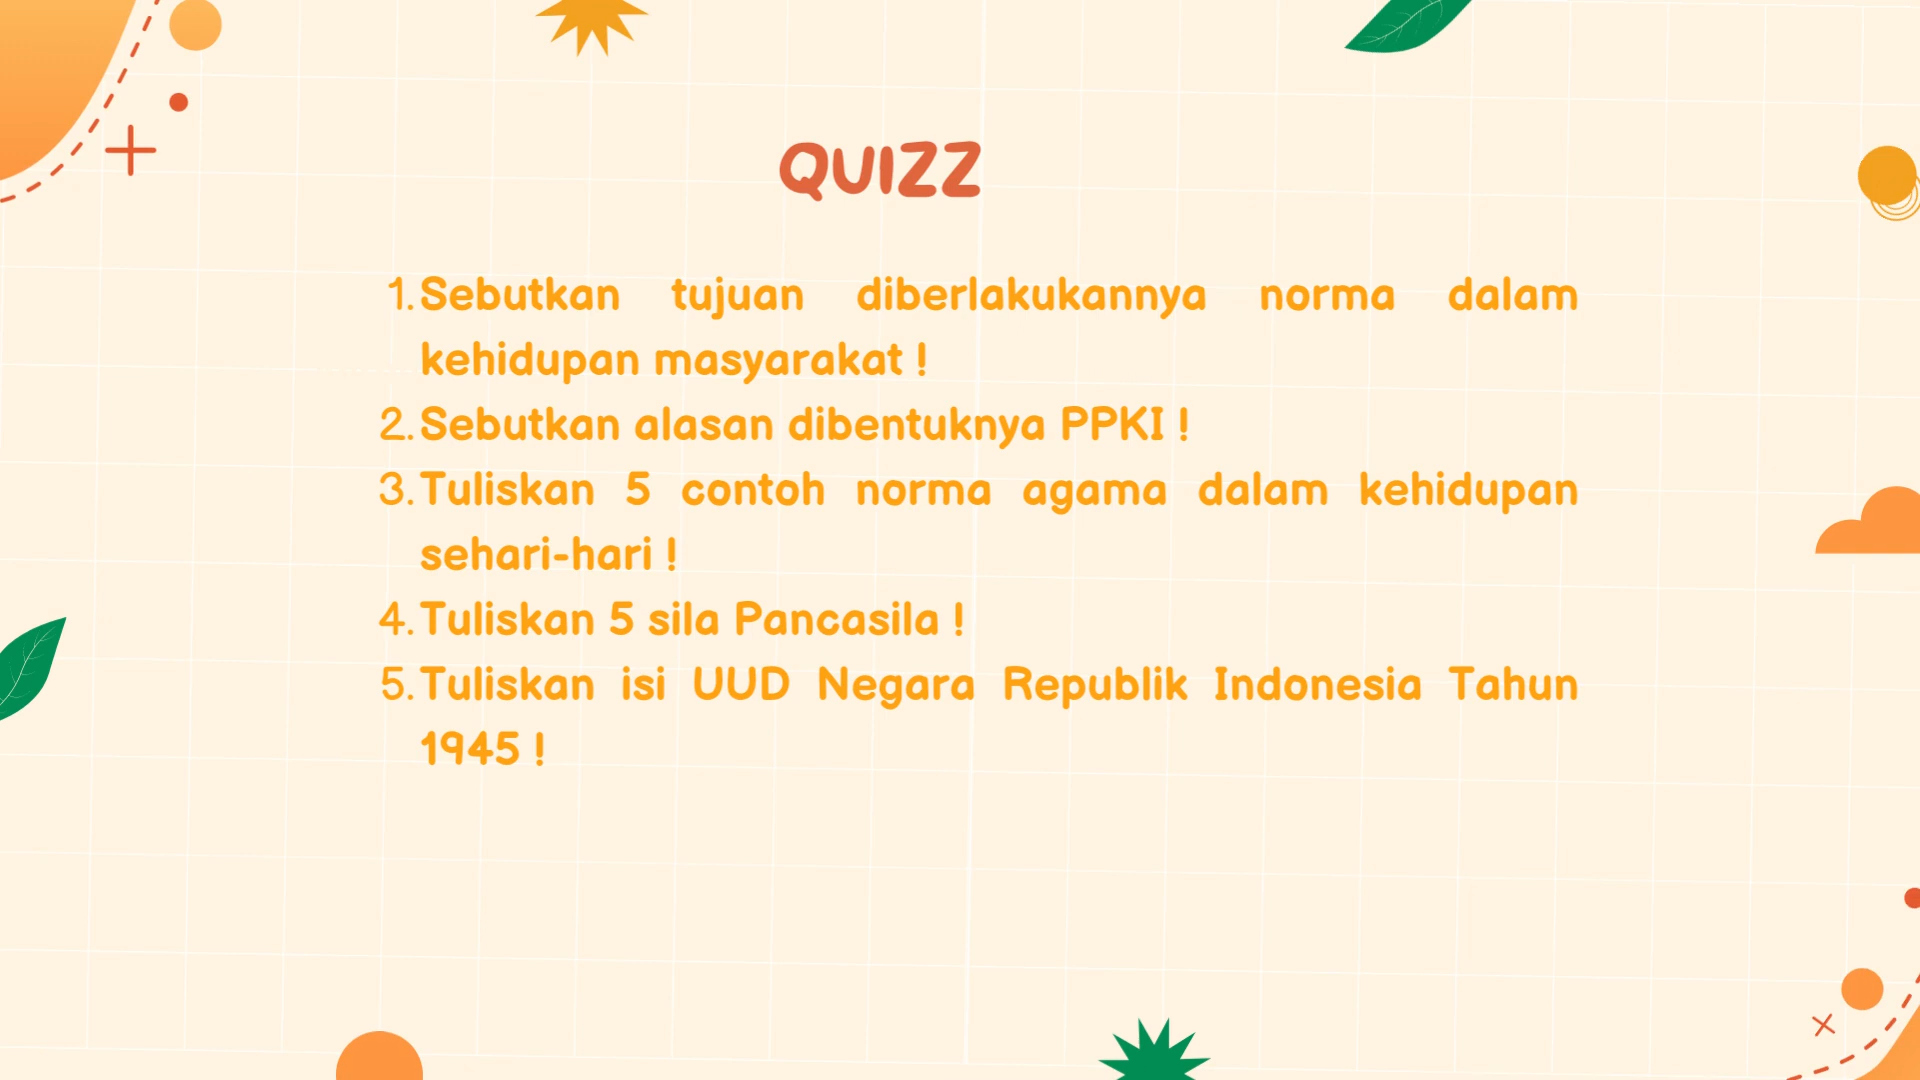 QUIZZ
1. Sebutkan tujuan diberlakukannya norma dalam
kehidupan masyarakat !
2. Sebutkan alasan dibentuknya PPKI !
3. Tuliskan 5 contoh norma agama dalam kehidupan
sehari-hari !
4. Tuliskan 5 sila Pancasila !
5. Tuliskan isi UUD Negara Republik Indonesia Tahun
1945 !